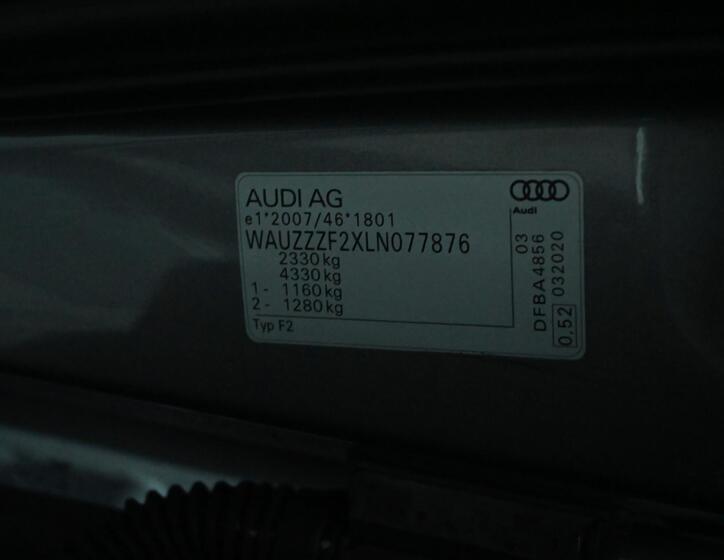 AUDI AG
e1*2007/46*1801
WAUZZZF2XLN077876
2330 kg
4330 kg
1 - 1160 kg
2 - 1280 kg
Typ F2
Audi
DFBA4856 03
0,52 032020